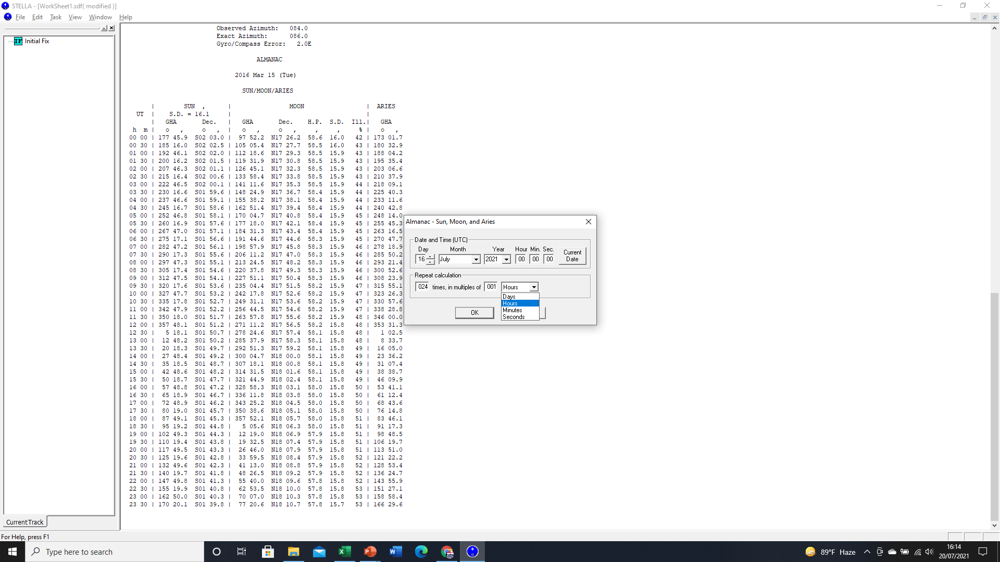 STELLA - [WorkSheet1.sdf( modified )]
File Edit Task View Window Help
IF Initial Fix
Observed Azimuth: 084.0
Exact Azimuth: 086.0
Gyro/Compass Error: 2.0E
ALMANAC
2016 Mar 15 (Tue)
SUN/MOON/ARIES
| SUN , | MOON | ARIES
UT | S.D. = 16.1 | |
| GHA Dec. | GHA Dec. H.P. S.D. Ill.| GHA
h m | o , o , | o , o , , , % | o ,
00 00 | 177 45.9 S02 03.0 | 97 52.2 N17 26.2 58.6 16.0 42 | 173 01.7
00 30 | 185 16.0 S02 02.5 | 105 05.4 N17 27.7 58.5 16.0 43 | 180 32.9
01 00 | 192 46.1 S02 02.0 | 112 18.6 N17 29.3 58.5 15.9 43 | 188 04.2
01 30 | 200 16.2 S02 01.5 | 119 31.9 N17 30.8 58.5 15.9 43 | 195 35.4
02 00 | 207 46.3 S02 01.1 | 126 45.1 N17 32.3 58.5 15.9 43 | 203 06.6
02 30 | 215 16.4 S02 00.6 | 133 58.4 N17 33.8 58.5 15.9 43 | 210 37.9
03 00 | 222 46.5 S02 00.1 | 141 11.6 N17 35.3 58.5 15.9 44 | 218 09.1
03 30 | 230 16.6 S01 59.6 | 148 24.9 N17 36.7 58.4 15.9 44 | 225 40.3
04 00 | 237 46.6 S01 59.1 | 155 38.2 N17 38.1 58.4 15.9 44 | 233 11.6
04 30 | 245 16.7 S01 58.6 | 162 51.4 N17 39.4 58.4 15.9 44 | 240 42.8
05 00 | 252 46.8 S01 58.1 | 170 04.7 N17 40.8 58.4 15.9 45 | 248 14.0
05 30 | 260 16.9 S01 57.6 | 177 18.0 N17 42.1 58.4 15.9 45 | 255 45.3
06 00 | 267 47.0 S01 57.1 | 184 31.3 N17 43.4 58.4 15.9 45 | 263 16.5
06 30 | 275 17.1 S01 56.6 | 191 44.6 N17 44.6 58.3 15.9 45 | 270 47.7
07 00 | 282 47.2 S01 56.1 | 198 57.9 N17 45.8 58.3 15.9 46 | 278 18.9
07 30 | 290 17.3 S01 55.6 | 206 11.2 N17 47.0 58.3 15.9 46 | 285 50.2
08 00 | 297 47.3 S01 55.1 | 213 24.5 N17 48.2 58.3 15.9 46 | 293 21.4
08 30 | 305 17.4 S01 54.6 | 220 37.8 N17 49.3 58.3 15.9 46 | 300 52.6
09 00 | 312 47.5 S01 54.1 | 227 51.1 N17 50.4 58.3 15.9 46 | 308 23.9
09 30 | 320 17.6 S01 53.6 | 235 04.4 N17 51.5 58.2 15.9 47 | 315 55.1
10 00 | 327 47.7 S01 53.2 | 242 17.8 N17 52.6 58.2 15.9 47 | 323 26.3
10 30 | 335 17.8 S01 52.7 | 249 31.1 N17 53.6 58.2 15.9 47 | 330 57.6
11 00 | 342 47.9 S01 52.2 | 256 44.5 N17 54.6 58.2 15.9 47 | 338 28.8
11 30 | 350 18.0 S01 51.7 | 263 57.8 N17 55.6 58.2 15.9 48 | 346 00.0
12 00 | 357 48.1 S01 51.2 | 271 11.2 N17 56.5 58.2 15.8 48 | 353 31.3
12 30 | 5 18.1 S01 50.7 | 278 24.6 N17 57.4 58.1 15.8 48 | 1 02.5
13 00 | 12 48.2 S01 50.2 | 285 37.9 N17 58.3 58.1 15.8 48 | 8 33.7
13 30 | 20 18.3 S01 49.7 | 292 51.3 N17 59.2 58.1 15.8 49 | 16 05.0
14 00 | 27 48.4 S01 49.2 | 300 04.7 N18 00.0 58.1 15.8 49 | 23 36.2
14 30 | 35 18.5 S01 48.7 | 307 18.1 N18 00.8 58.1 15.8 49 | 31 07.4
15 00 | 42 48.6 S01 48.2 | 314 31.5 N18 01.6 58.1 15.8 49 | 38 38.7
15 30 | 50 18.7 S01 47.7 | 321 44.9 N18 02.4 58.1 15.8 49 | 46 09.9
16 00 | 57 48.8 S01 47.2 | 328 58.3 N18 03.1 58.0 15.8 50 | 53 41.1
16 30 | 65 18.9 S01 46.7 | 336 11.8 N18 03.8 58.0 15.8 50 | 61 12.4
17 00 | 72 48.9 S01 46.2 | 343 25.2 N18 04.5 58.0 15.8 50 | 68 43.6
17 30 | 80 19.0 S01 45.7 | 350 38.6 N18 05.1 58.0 15.8 50 | 76 14.8
18 00 | 87 49.1 S01 45.3 | 357 52.1 N18 05.7 58.0 15.8 51 | 83 46.1
18 30 | 95 19.2 S01 44.8 | 5 05.6 N18 06.3 58.0 15.8 51 | 91 17.3
19 00 | 102 49.3 S01 44.3 | 12 19.0 N18 06.9 57.9 15.8 51 | 98 48.5
19 30 | 110 19.4 S01 43.8 | 19 32.5 N18 07.4 57.9 15.8 51 | 106 19.7
20 00 | 117 49.5 S01 43.3 | 26 46.0 N18 07.9 57.9 15.8 51 | 113 51.0
20 30 | 125 19.6 S01 42.8 | 33 59.5 N18 08.4 57.9 15.8 52 | 121 22.2
21 00 | 132 49.6 S01 42.3 | 41 13.0 N18 08.8 57.9 15.8 52 | 128 53.4
21 30 | 140 19.7 S01 41.8 | 48 26.5 N18 09.2 57.9 15.8 52 | 136 24.7
22 00 | 147 49.8 S01 41.3 | 55 40.0 N18 09.6 57.8 15.8 52 | 143 55.9
22 30 | 155 19.9 S01 40.8 | 62 53.5 N18 10.0 57.8 15.8 53 | 151 27.1
23 00 | 162 50.0 S01 40.3 | 70 07.0 N18 10.3 57.8 15.8 53 | 158 58.4
23 30 | 170 20.1 S01 39.8 | 77 20.6 N18 10.7 57.8 15.7 53 | 166 29.6
Almanac - Sun, Moon, and Aries
Date and Time (UTC)
Day Month Year Hour Min. Sec.
16 July 2021 00 00 00 Current Date
Repeat calculation
024 times, in multiples of 001 Hours
Days
Hours
Minutes
Seconds
OK
CurrentTrack
For Help, press F1
Type here to search
89°F Haze
16:14
20/07/2021